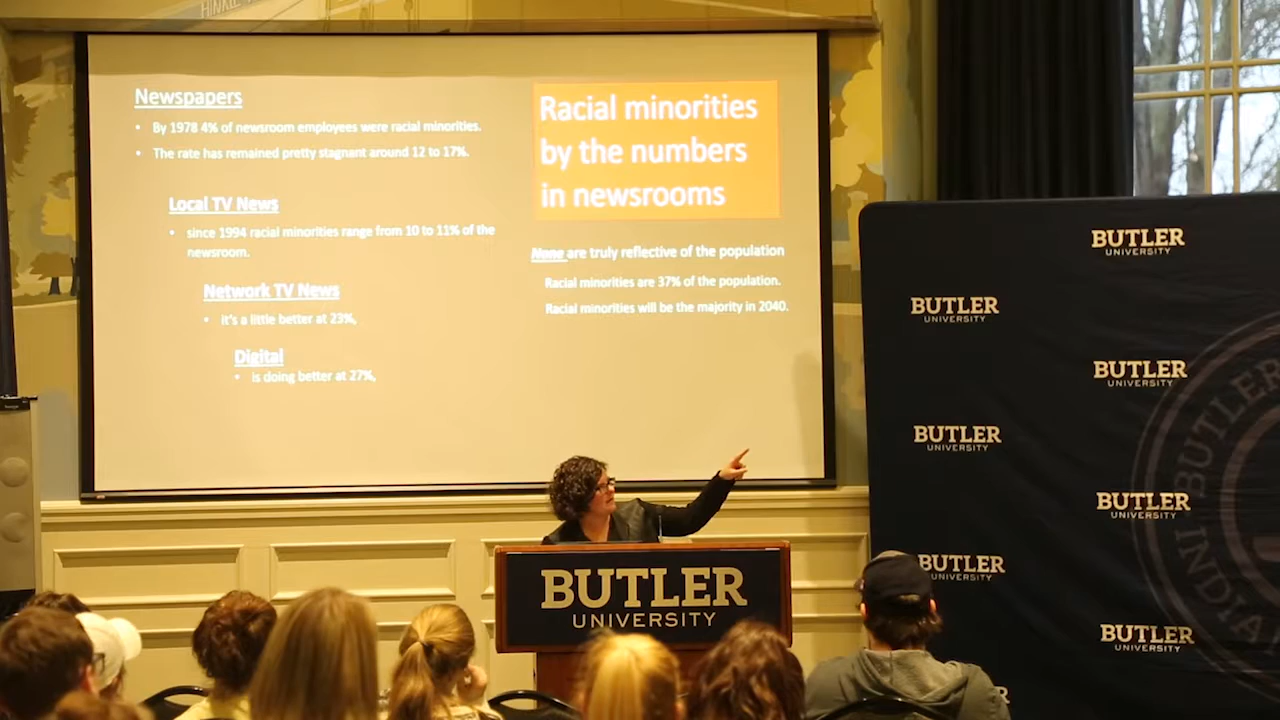 HINKLE
Newspapers
• By 1978 4% of newsroom employees were racial minorities.
• The rate has remained pretty stagnant around 12 to 17%.
Local TV News
• since 1994 racial minorities range from 10 to 11% of the
newsroom.
Network TV News
• it's a little better at 23%,
Digital
• is doing better at 27%,
Racial minorities
by the numbers
in newsrooms
None are truly reflective of the population
Racial minorities are 37% of the population.
Racial minorities will be the majority in 2040.
BUTLER
UNIVERSITY
BUTLER
UNIVERSITY
BUTLER
UNIVERSITY
BUTLER
UNIVERSITY
BUTLER
UNIVERSITY
BUTLER
UNIVERSITY
BUTLER
UNIVERSITY
BUTLER
UNIVERSITY
BUTLER